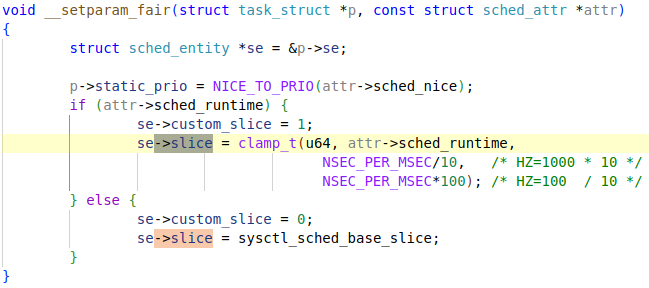 void __setparam_fair(struct task_struct *p, const struct sched_attr *attr)
{
        struct sched_entity *se = &p->se;

        p->static_prio = NICE_TO_PRIO(attr->sched_nice);
        if (attr->sched_runtime) {
                se->custom_slice = 1;
                se->slice = clamp_t(u64, attr->sched_runtime,
                                      NSEC_PER_MSEC/10,   /* HZ=1000 * 10 */
                                      NSEC_PER_MSEC*100); /* HZ=100  / 10 */
        } else {
                se->custom_slice = 0;
                se->slice = sysctl_sched_base_slice;
        }
}